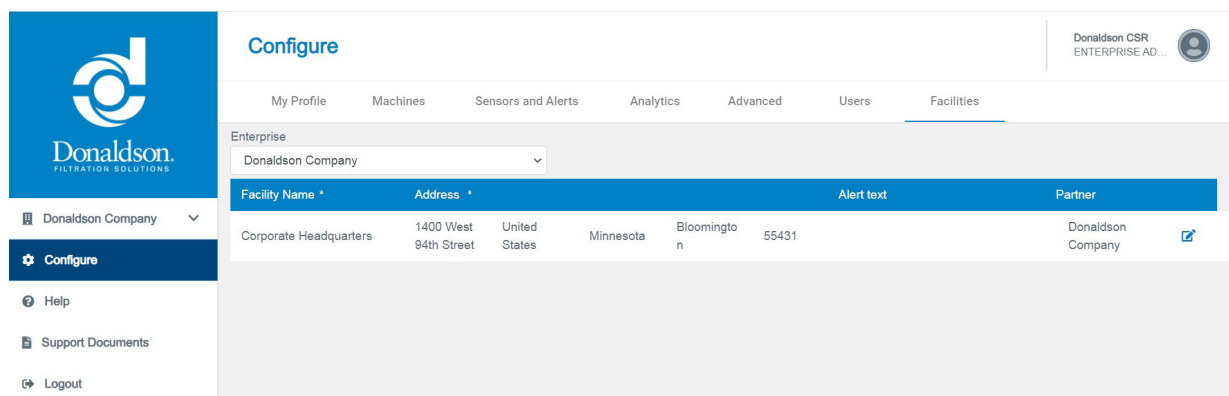 Configure
Donaldson CSR
ENTERPRISE AD...
My Profile Machines Sensors and Alerts Analytics Advanced Users Facilities
Donaldson.
FILTRATION SOLUTIONS
Enterprise
Donaldson Company
Facility Name * Address * Alert text Partner
Corporate Headquarters 1400 West United Minnesota Bloomingto 55431 Donaldson
94th Street States n Company
Donaldson Company
Configure
Help
Support Documents
Logout